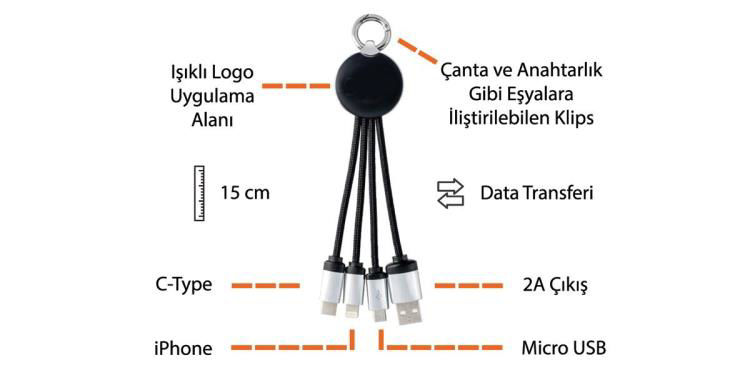 Işıklı Logo
Uygulama
Alanı
Çanta ve Anahtarlık
Gibi Eşyalara
İliştirilebilen Klips
15 cm
Data Transferi
C-Type
2A Çıkış
iPhone
Micro USB